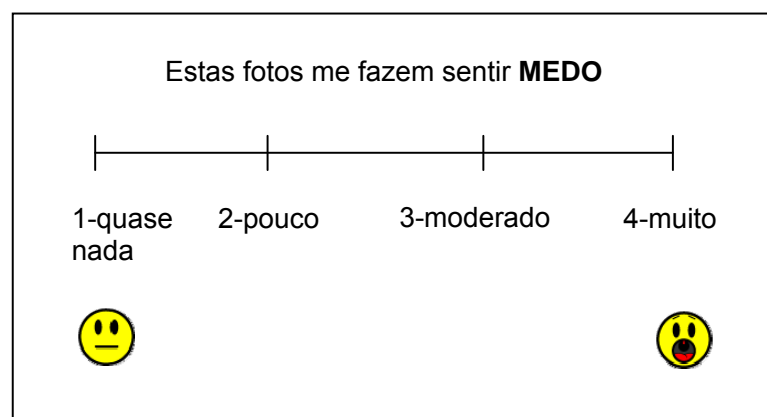 Estas fotos me fazem sentir MEDO
1-quase nada 2-pouco 3-moderado 4-muito